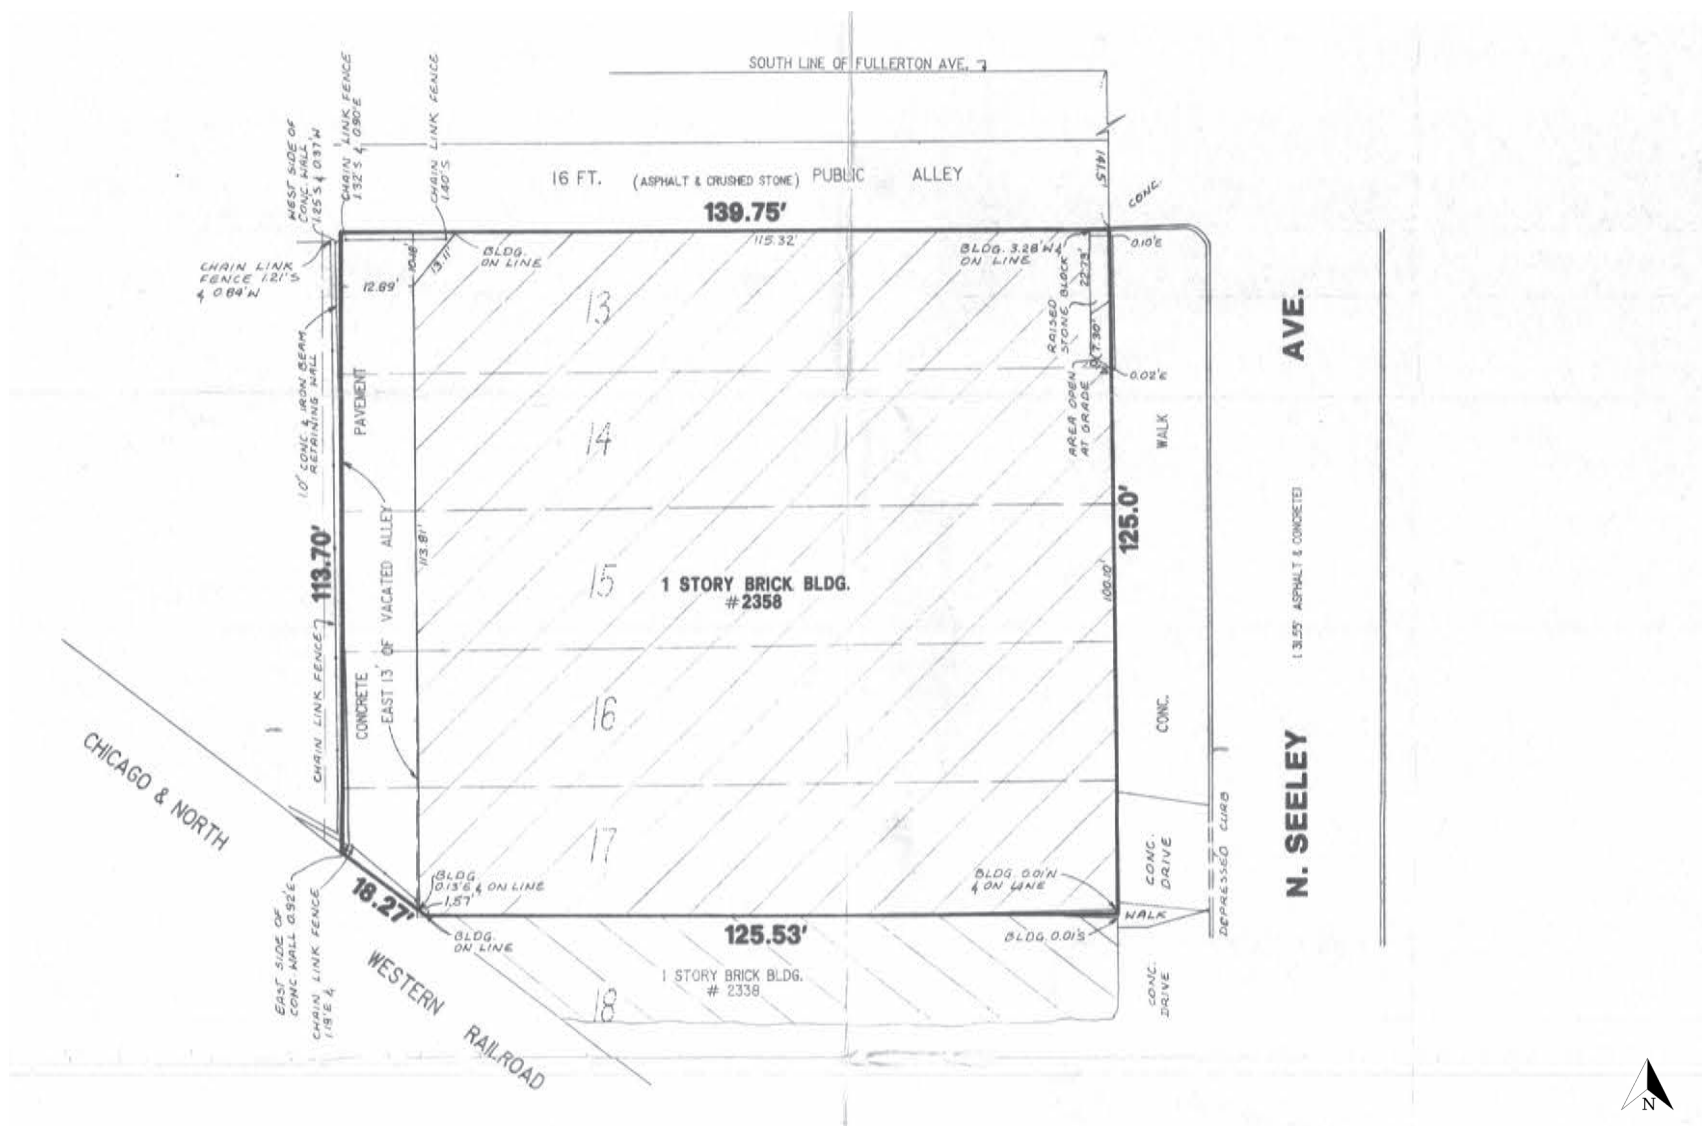 SOUTH LINE OF FULLERTON AVE.
CHAIN LINK FENCE
1.32'S & 0.90'E
CHAIN LINK FENCE
1.40'S
WEST SIDE OF
CONC. WALL
1.25'S & 0.37'W
16 FT. (ASPHALT & CRUSHED STONE) PUBLIC ALLEY
141.5'
CONC.
139.75'
115.32'
CHAIN LINK
FENCE 1.21'S
& 0.84'W
10.18'
13.11'
BLDG.
ON LINE
BLDG. 3.28'W &
ON LINE
0.10'E
12.89'
13
22.73'
RAISED
STONE BLOCK
7.30'
0.02'E
AREA OPEN
AT GRADE
1.0' CONC. & IRON BEAM
RETAINING WALL
PAVEMENT
14
WALK
N. SEELEY AVE.
(31.55' ASPHALT & CONCRETE)
113.70'
EAST 13' OF VACATED ALLEY
113.81'
125.0'
100.10'
15
1 STORY BRICK BLDG.
#2358
CHAIN LINK FENCE
CONCRETE
16
CONC.
CHICAGO & NORTH
WESTERN RAILROAD
17
CONC.
DRIVE
DEPRESSED CURB
BLDG.
0.13'E & ON LINE
1.57'
BLDG. 0.01'N
& ON LINE
18.27'
WALK
125.53'
BLDG.
ON LINE
BLDG. 0.01'S
EAST SIDE OF
CONC. WALL 0.92'E
CHAIN LINK FENCE
1.19'E &
1 STORY BRICK BLDG.
# 2338
18
CONC.
DRIVE
N